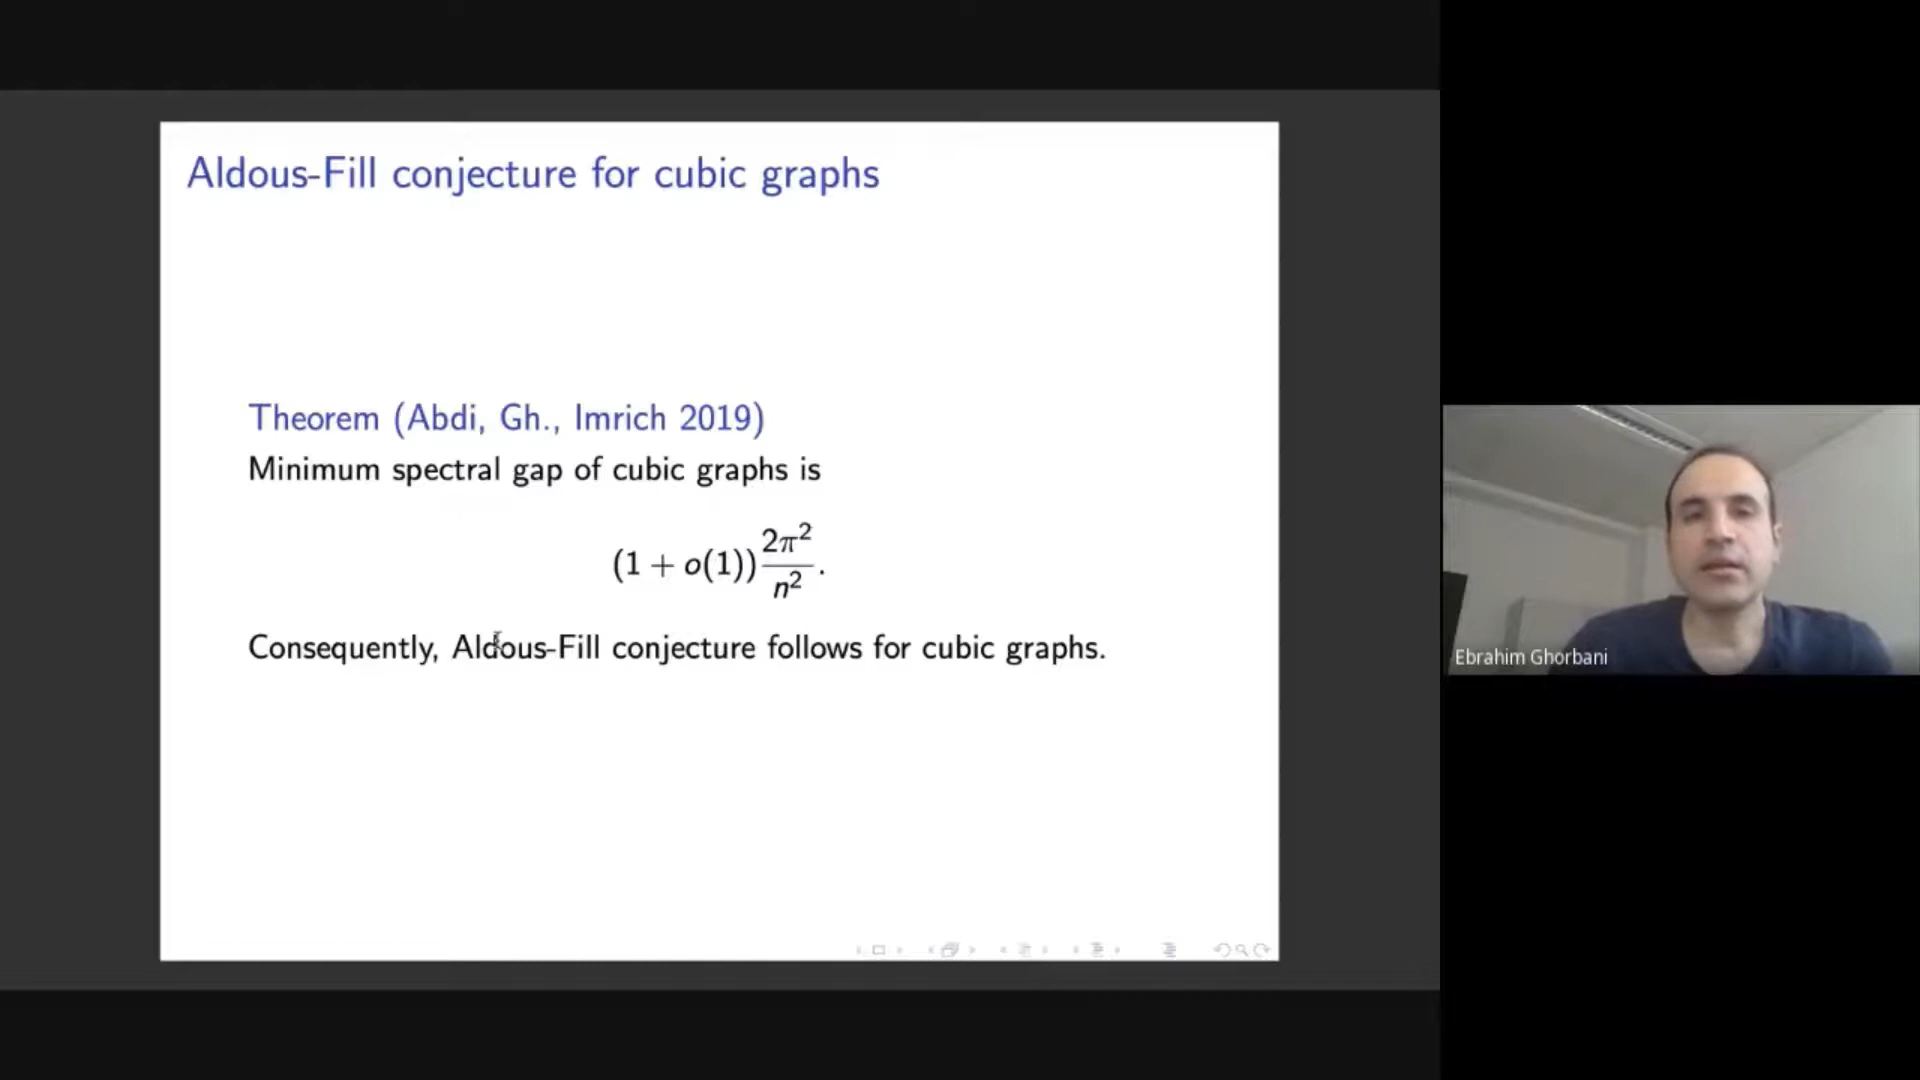 Aldous-Fill conjecture for cubic graphs
Theorem (Abdi, Gh., Imrich 2019)
Minimum spectral gap of cubic graphs is
(1 + o(1)) 2π² / n² .
Consequently, Aldous-Fill conjecture follows for cubic graphs.
Ebrahim Ghorbani